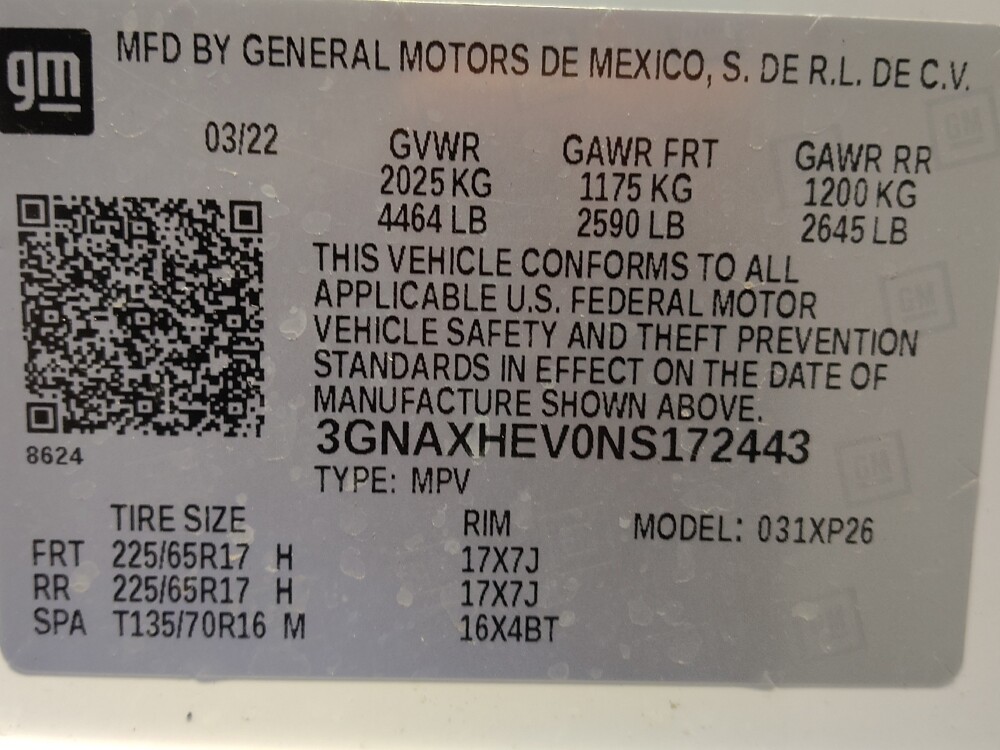 gm
MFD BY GENERAL MOTORS DE MEXICO, S. DE R.L. DE C.V.
03/22 GVWR GAWR FRT GAWR RR
2025 KG 1175 KG 1200 KG
4464 LB 2590 LB 2645 LB
THIS VEHICLE CONFORMS TO ALL
APPLICABLE U.S. FEDERAL MOTOR
VEHICLE SAFETY AND THEFT PREVENTION
STANDARDS IN EFFECT ON THE DATE OF
MANUFACTURE SHOWN ABOVE.
3GNAXHEV0NS172443
8624
TYPE: MPV
TIRE SIZE RIM MODEL: 031XP26
FRT 225/65R17 H 17X7J
RR 225/65R17 H 17X7J
SPA T135/70R16 M 16X4BT
GM
GM
GM